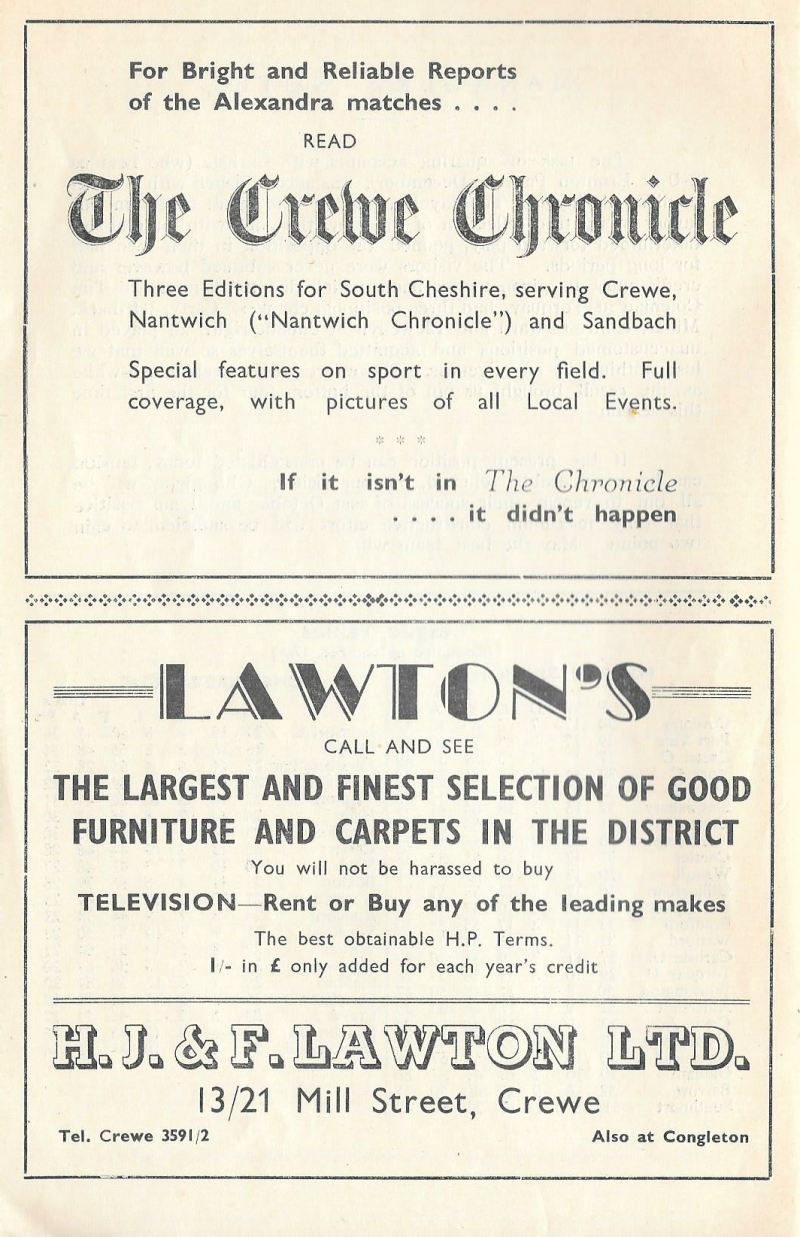 For Bright and Reliable Reports
of the Alexandra matches . . . .
READ
The Crewe Chronicle
Three Editions for South Cheshire, serving Crewe,
Nantwich (“Nantwich Chronicle”) and Sandbach
Special features on sport in every field. Full
coverage, with pictures of all Local Events.
* * *
If it isn't in The Chronicle
. . . . it didn't happen
LAWTON'S
CALL AND SEE
THE LARGEST AND FINEST SELECTION OF GOOD
FURNITURE AND CARPETS IN THE DISTRICT
You will not be harassed to buy
TELEVISION—Rent or Buy any of the leading makes
The best obtainable H.P. Terms.
1/- in £ only added for each year's credit
H. J. & F. LAWTON LTD.
13/21 Mill Street, Crewe
Tel. Crewe 3591/2
Also at Congleton